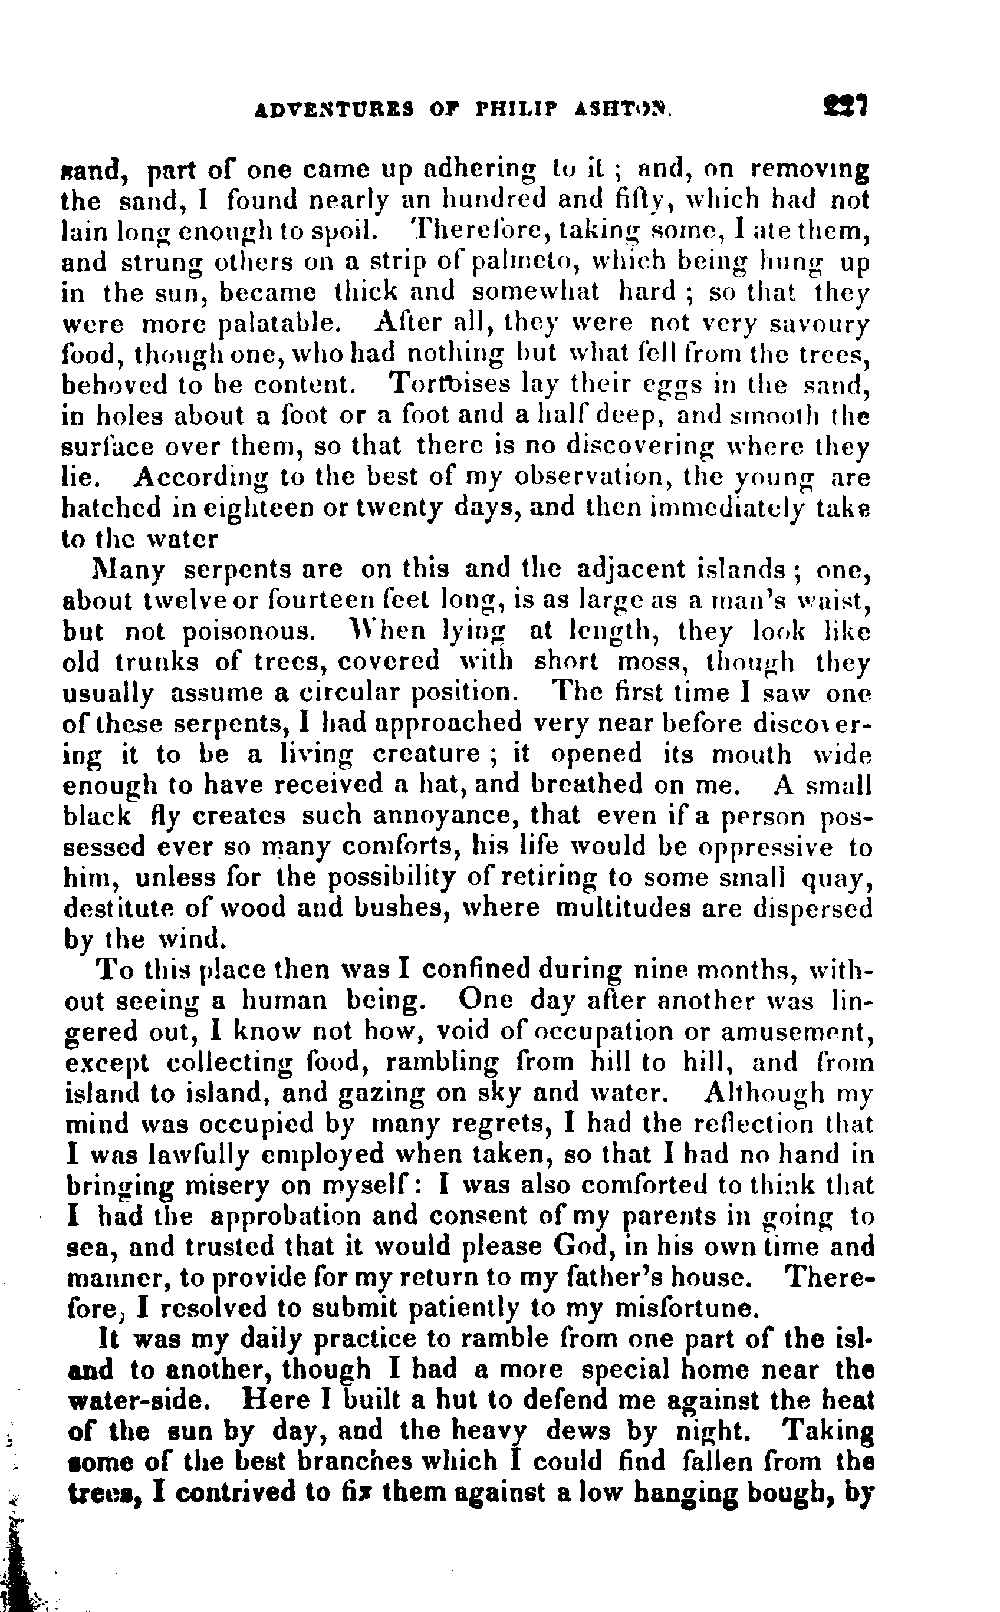 ADVENTURES OF PHILIP ASHTON. 227
sand, part of one came up adhering to it ; and, on removing
the sand, I found nearly an hundred and fifty, which had not
lain long enough to spoil. Therefore, taking some, I ate them,
and strung others on a strip of palmeto, which being hung up
in the sun, became thick and somewhat hard ; so that they
were more palatable. After all, they were not very savoury
food, though one, who had nothing but what fell from the trees,
behoved to be content. Tortoises lay their eggs in the sand,
in holes about a foot or a foot and a half deep, and smooth the
surface over them, so that there is no discovering where they
lie. According to the best of my observation, the young are
hatched in eighteen or twenty days, and then immediately take
to the water
Many serpents are on this and the adjacent islands ; one,
about twelve or fourteen feet long, is as large as a man's waist,
but not poisonous. When lying at length, they look like
old trunks of trees, covered with short moss, though they
usually assume a circular position. The first time I saw one
of these serpents, I had approached very near before discover-
ing it to be a living creature ; it opened its mouth wide
enough to have received a hat, and breathed on me. A small
black fly creates such annoyance, that even if a person pos-
sessed ever so many comforts, his life would be oppressive to
him, unless for the possibility of retiring to some small quay,
destitute of wood and bushes, where multitudes are dispersed
by the wind.
To this place then was I confined during nine months, with-
out seeing a human being. One day after another was lin-
gered out, I know not how, void of occupation or amusement,
except collecting food, rambling from hill to hill, and from
island to island, and gazing on sky and water. Although my
mind was occupied by many regrets, I had the reflection that
I was lawfully employed when taken, so that I had no hand in
bringing misery on myself: I was also comforted to think that
I had the approbation and consent of my parents in going to
sea, and trusted that it would please God, in his own time and
manner, to provide for my return to my father's house. There-
fore, I resolved to submit patiently to my misfortune.
It was my daily practice to ramble from one part of the isl-
and to another, though I had a more special home near the
water-side. Here I built a hut to defend me against the heat
of the sun by day, and the heavy dews by night. Taking
some of the best branches which I could find fallen from the
trees, I contrived to fix them against a low hanging bough, by